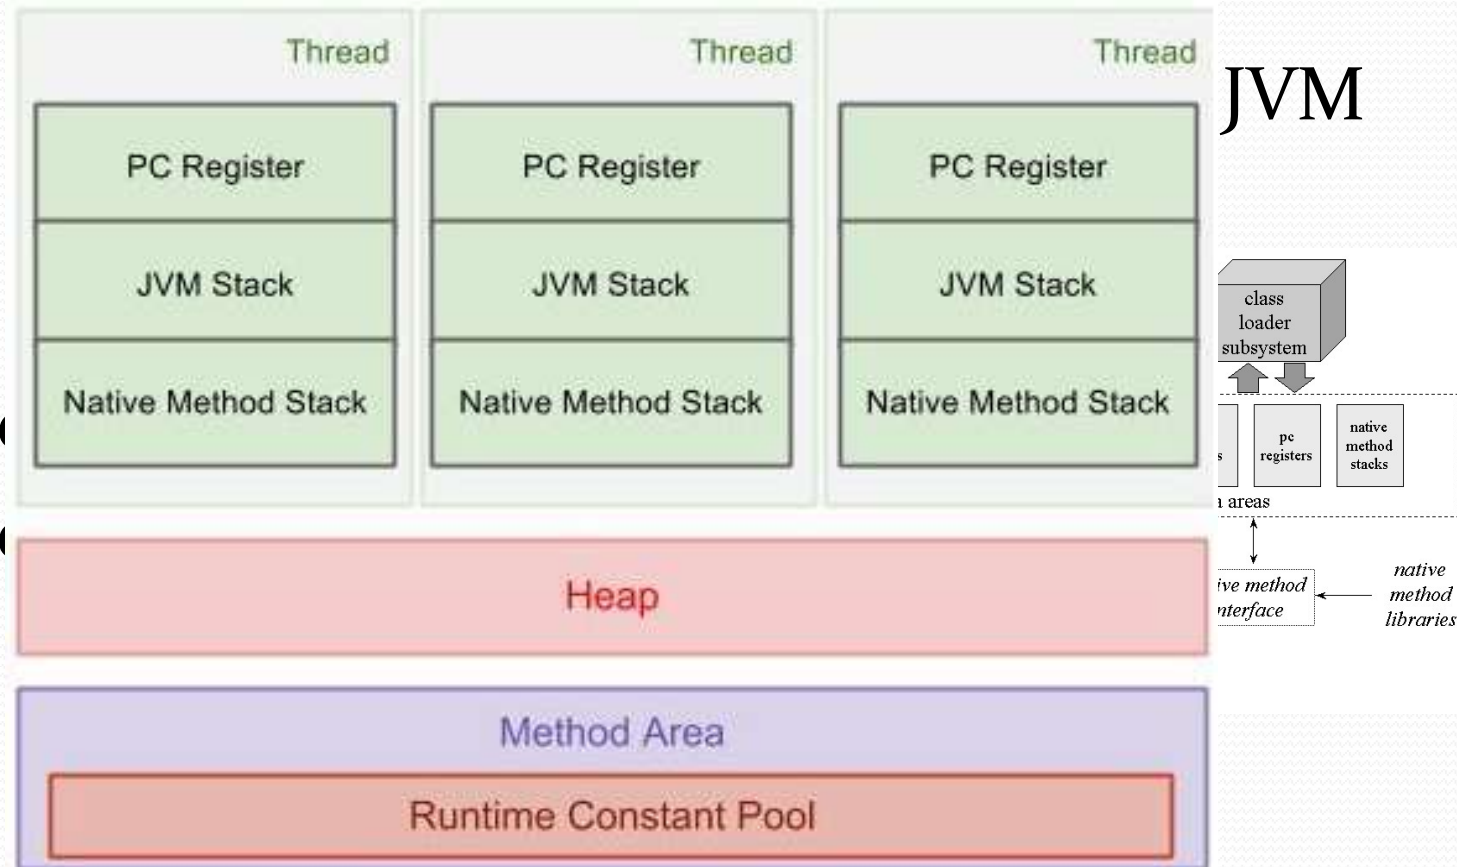 Thread
Thread
Thread
JVM
PC Register
PC Register
PC Register
JVM Stack
JVM Stack
JVM Stack
Native Method Stack
Native Method Stack
Native Method Stack
class
loader
subsystem
pc
registers
native
method
stacks
areas
Heap
method
native
method
libraries
Method Area
Runtime Constant Pool